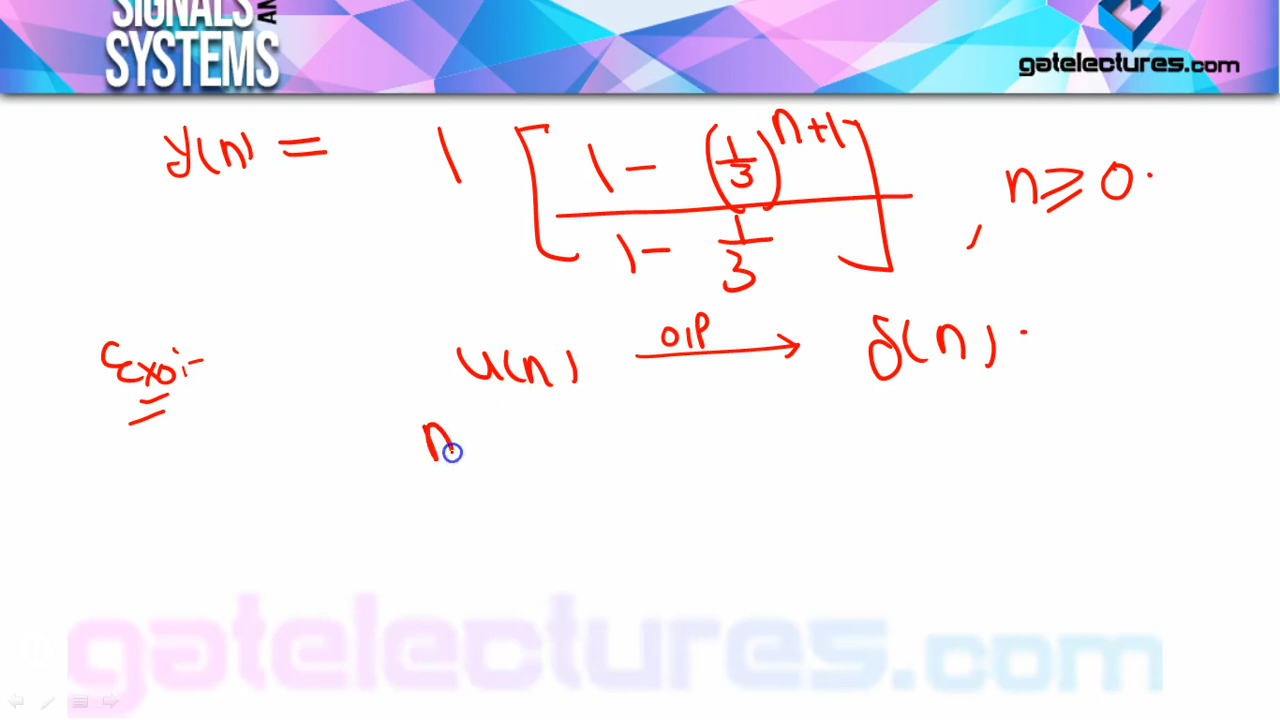 SIGNALS AND
SYSTEMS
gatelectures.com
y(n) = 1 [ (1 - (1/3)^(n+1)) / (1 - 1/3) ] , n ≥ 0.
Exo:-
u(n) —O|P→ δ(n).
n
gatelectures.com